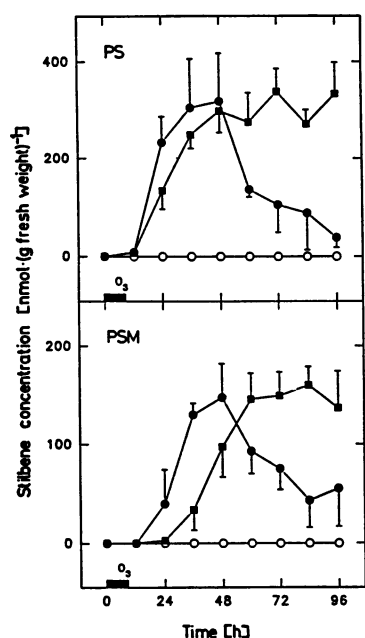 PS
400
200
0
O₃
PSM
200
100
0
O₃
0 24 48 72 96
Time [h]
Stilbene concentration [nmol·(g fresh weight)⁻¹]